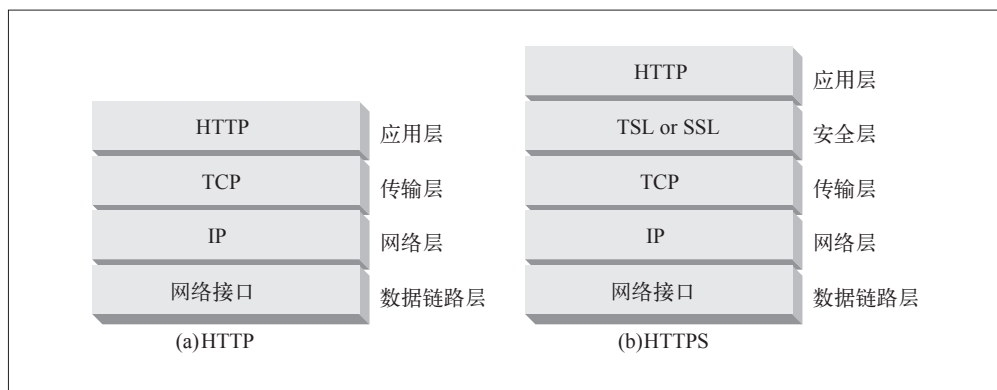 HTTP
应用层
TCP
传输层
IP
网络层
网络接口
数据链路层
(a)HTTP
HTTP
应用层
TSL or SSL
安全层
TCP
传输层
IP
网络层
网络接口
数据链路层
(b)HTTPS